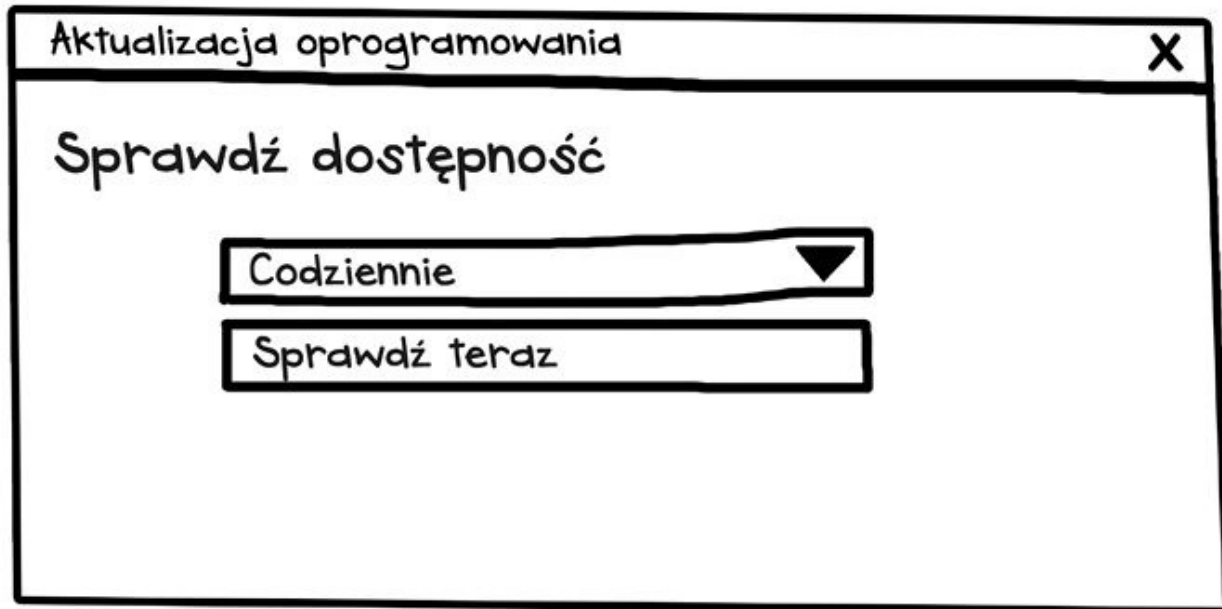 Aktualizacja oprogramowania X
Sprawdź dostępność
Codziennie
Sprawdź teraz